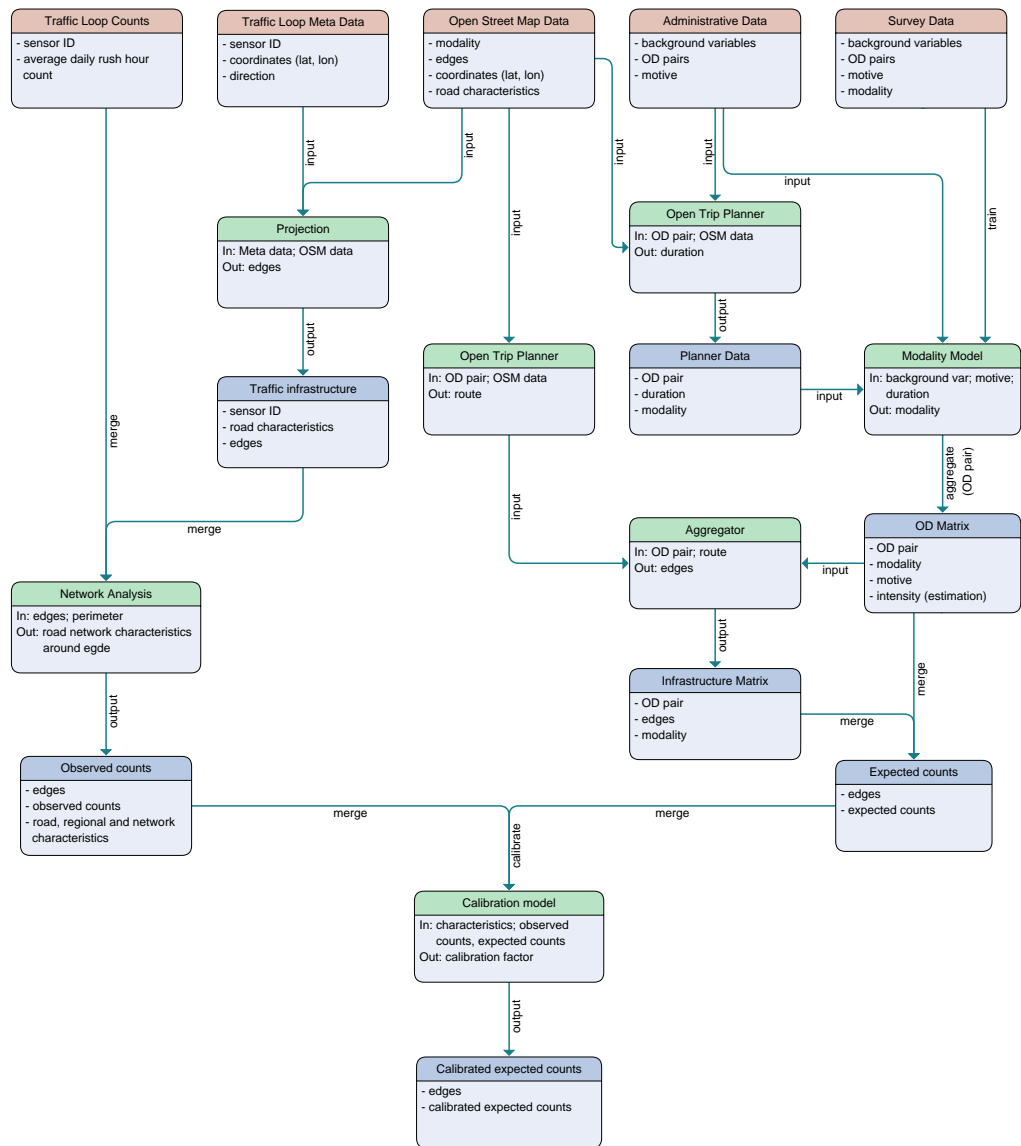 Traffic Loop Counts
- sensor ID
- average daily rush hour
count
Traffic Loop Meta Data
- sensor ID
- coordinates (lat, lon)
- direction
Open Street Map Data
- modality
- edges
- coordinates (lat, lon)
- road characteristics
Administrative Data
- background variables
- OD pairs
- motive
Survey Data
- background variables
- OD pairs
- motive
- modality
input
input
input
input
input
input
train
Projection
In: Meta data; OSM data
Out: edges
Open Trip Planner
In: OD pair; OSM data
Out: duration
output
output
Traffic infrastructure
- sensor ID
- road characteristics
- edges
Open Trip Planner
In: OD pair; OSM data
Out: route
Planner Data
- OD pair
- duration
- modality
input
Modality Model
In: background var; motive;
duration
Out: modality
merge
merge
input
aggregate
(OD pair)
Aggregator
In: OD pair; route
Out: edges
input
OD Matrix
- OD pair
- modality
- motive
- intensity (estimation)
Network Analysis
In: edges; perimeter
Out: road network characteristics
around egde
output
output
merge
Infrastructure Matrix
- OD pair
- edges
- modality
merge
Observed counts
- edges
- observed counts
- road, regional and network
characteristics
Expected counts
- edges
- expected counts
merge
merge
calibrate
Calibration model
In: characteristics; observed
counts, expected counts
Out: calibration factor
output
Calibrated expected counts
- edges
- calibrated expected counts